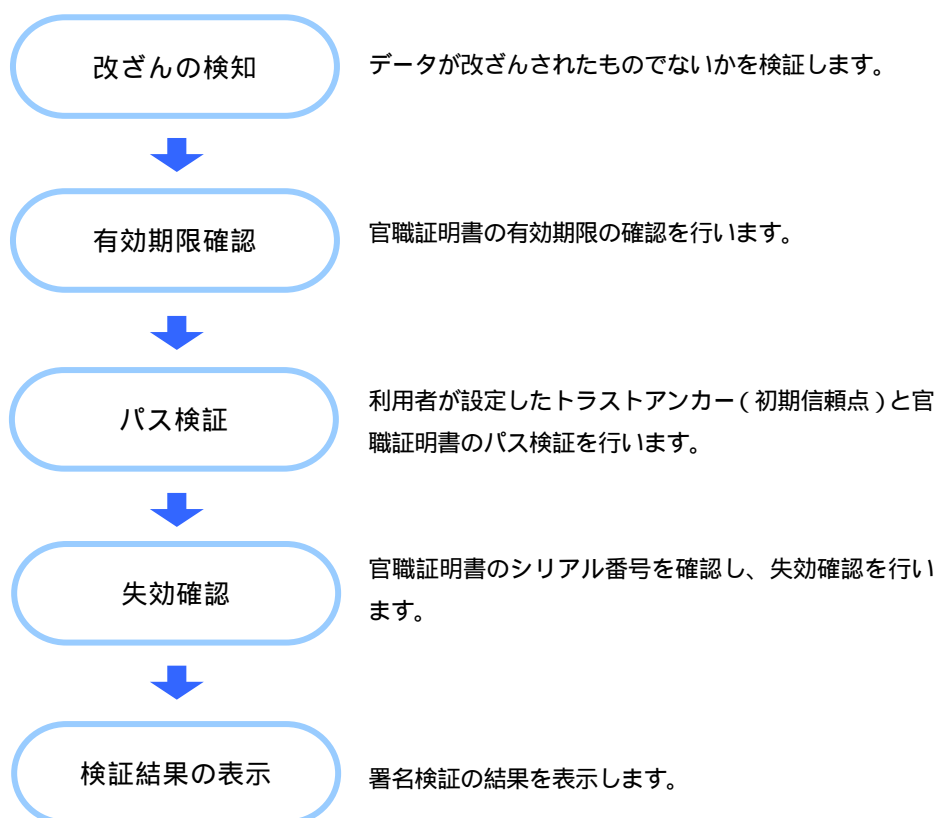 改ざんの検知
データが改ざんされたものでないかを検証します。
有効期限確認
官職証明書の有効期限の確認を行います。
パス検証
利用者が設定したトラストアンカー(初期信頼点)と官
職証明書のパス検証を行います。
失効確認
官職証明書のシリアル番号を確認し、失効確認を行い
ます。
検証結果の表示
署名検証の結果を表示します。